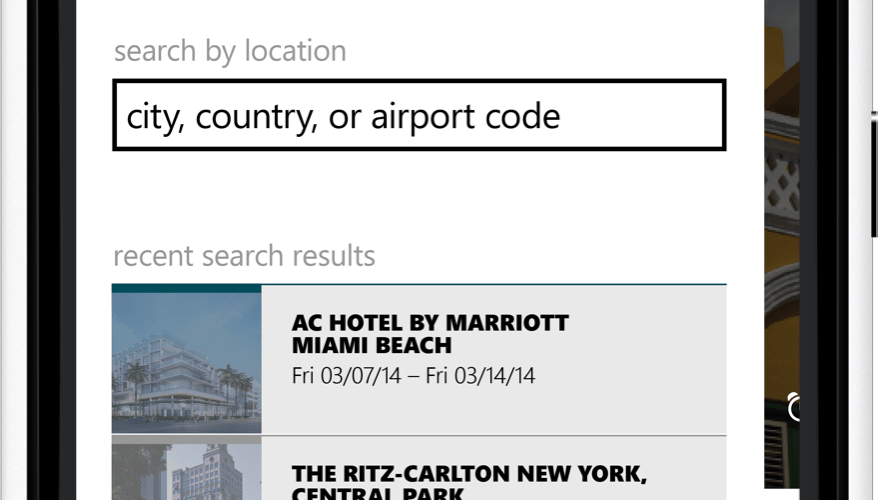 search by location
city, country, or airport code
recent search results
AC HOTEL BY MARRIOTT
MIAMI BEACH
Fri 03/07/14 – Fri 03/14/14
THE RITZ-CARLTON NEW YORK,
CENTRAL PARK